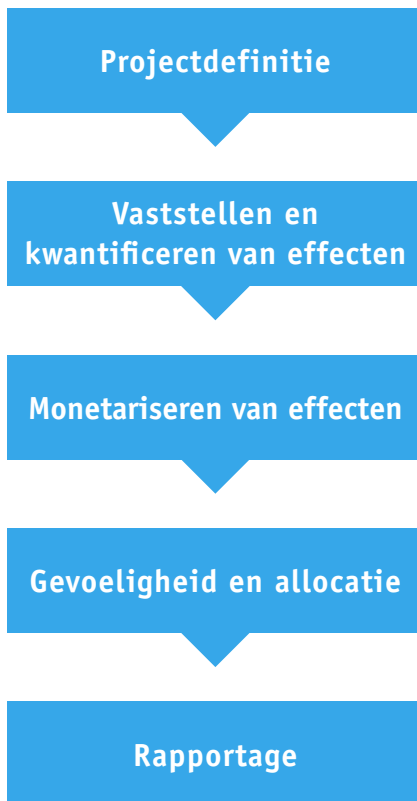 Projectdefinitie
Vaststellen en
kwantificeren van effecten
Monetariseren van effecten
Gevoeligheid en allocatie
Rapportage